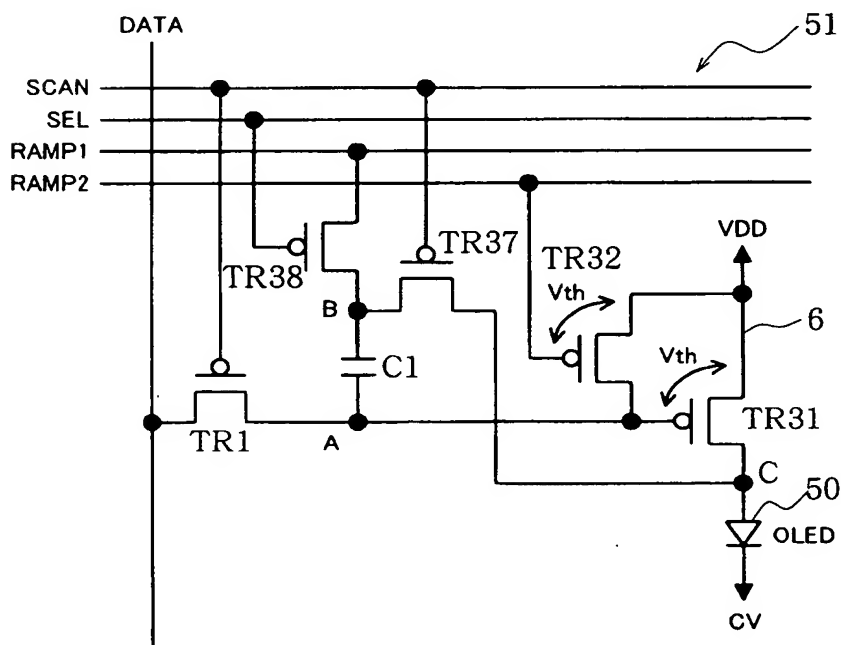 DATA
51
SCAN
SEL
RAMP1
RAMP2
VDD
TR37
TR32
TR38
Vth
6
B
Vth
C1
TR31
TR1
A
C
50
OLED
CV